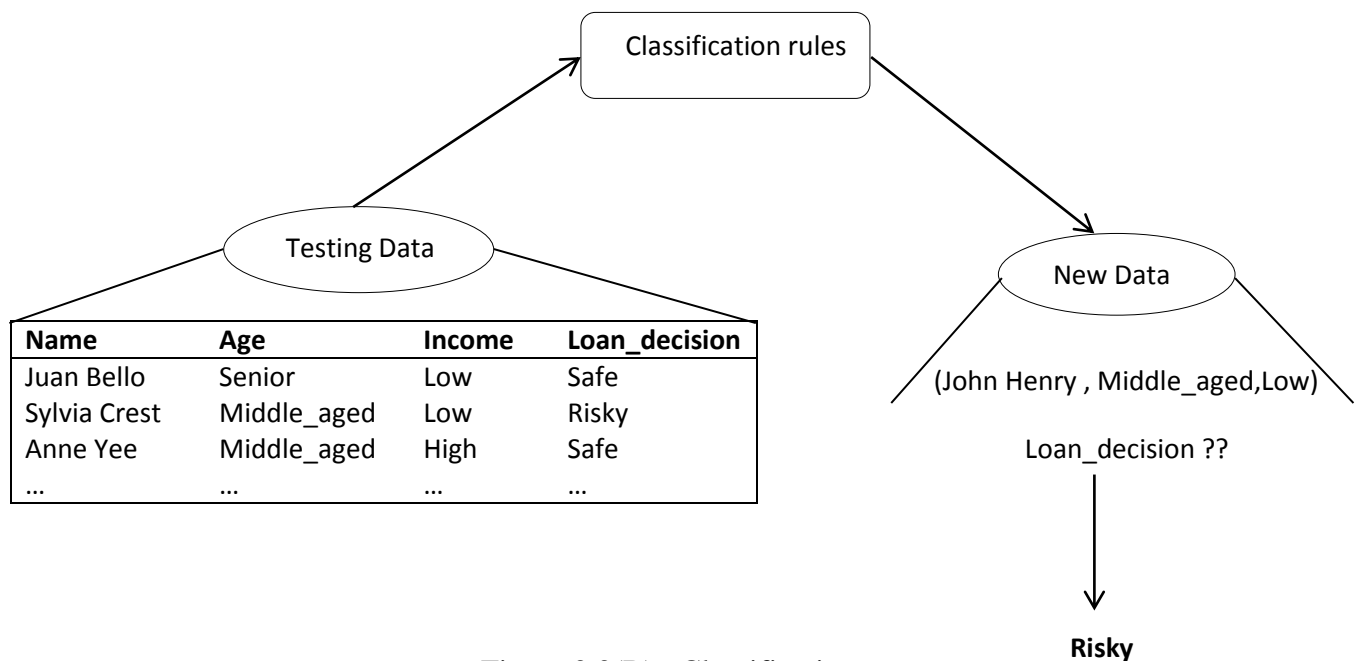 Classification rules
Testing Data
New Data
Name Age Income Loan_decision
Juan Bello Senior Low Safe
Sylvia Crest Middle_aged Low Risky
Anne Yee Middle_aged High Safe
... ... ... ...
(John Henry , Middle_aged,Low)
Loan_decision ??
Risky